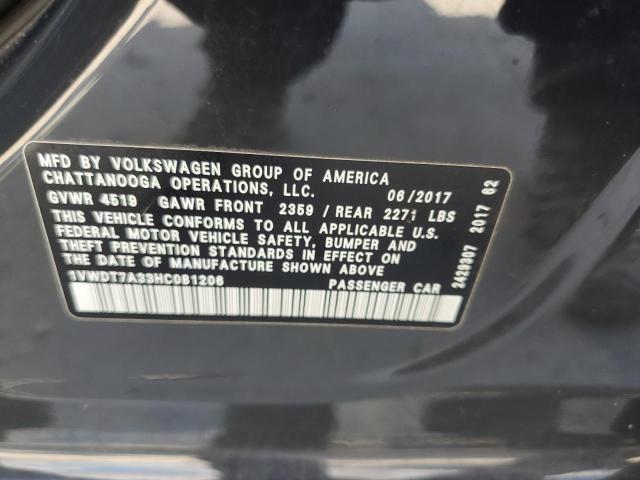 MFD BY VOLKSWAGEN GROUP OF AMERICA
CHATTANOOGA OPERATIONS, LLC. 06/2017
GVWR 4519 GAWR FRONT 2359 / REAR 2271 LBS
THIS VEHICLE CONFORMS TO ALL APPLICABLE U.S.
FEDERAL MOTOR VEHICLE SAFETY, BUMPER AND
THEFT PREVENTION STANDARDS IN EFFECT ON
THE DATE OF MANUFACTURE SHOWN ABOVE
1VWDT7A33HC081206 PASSENGER CAR
2429307 2017 62